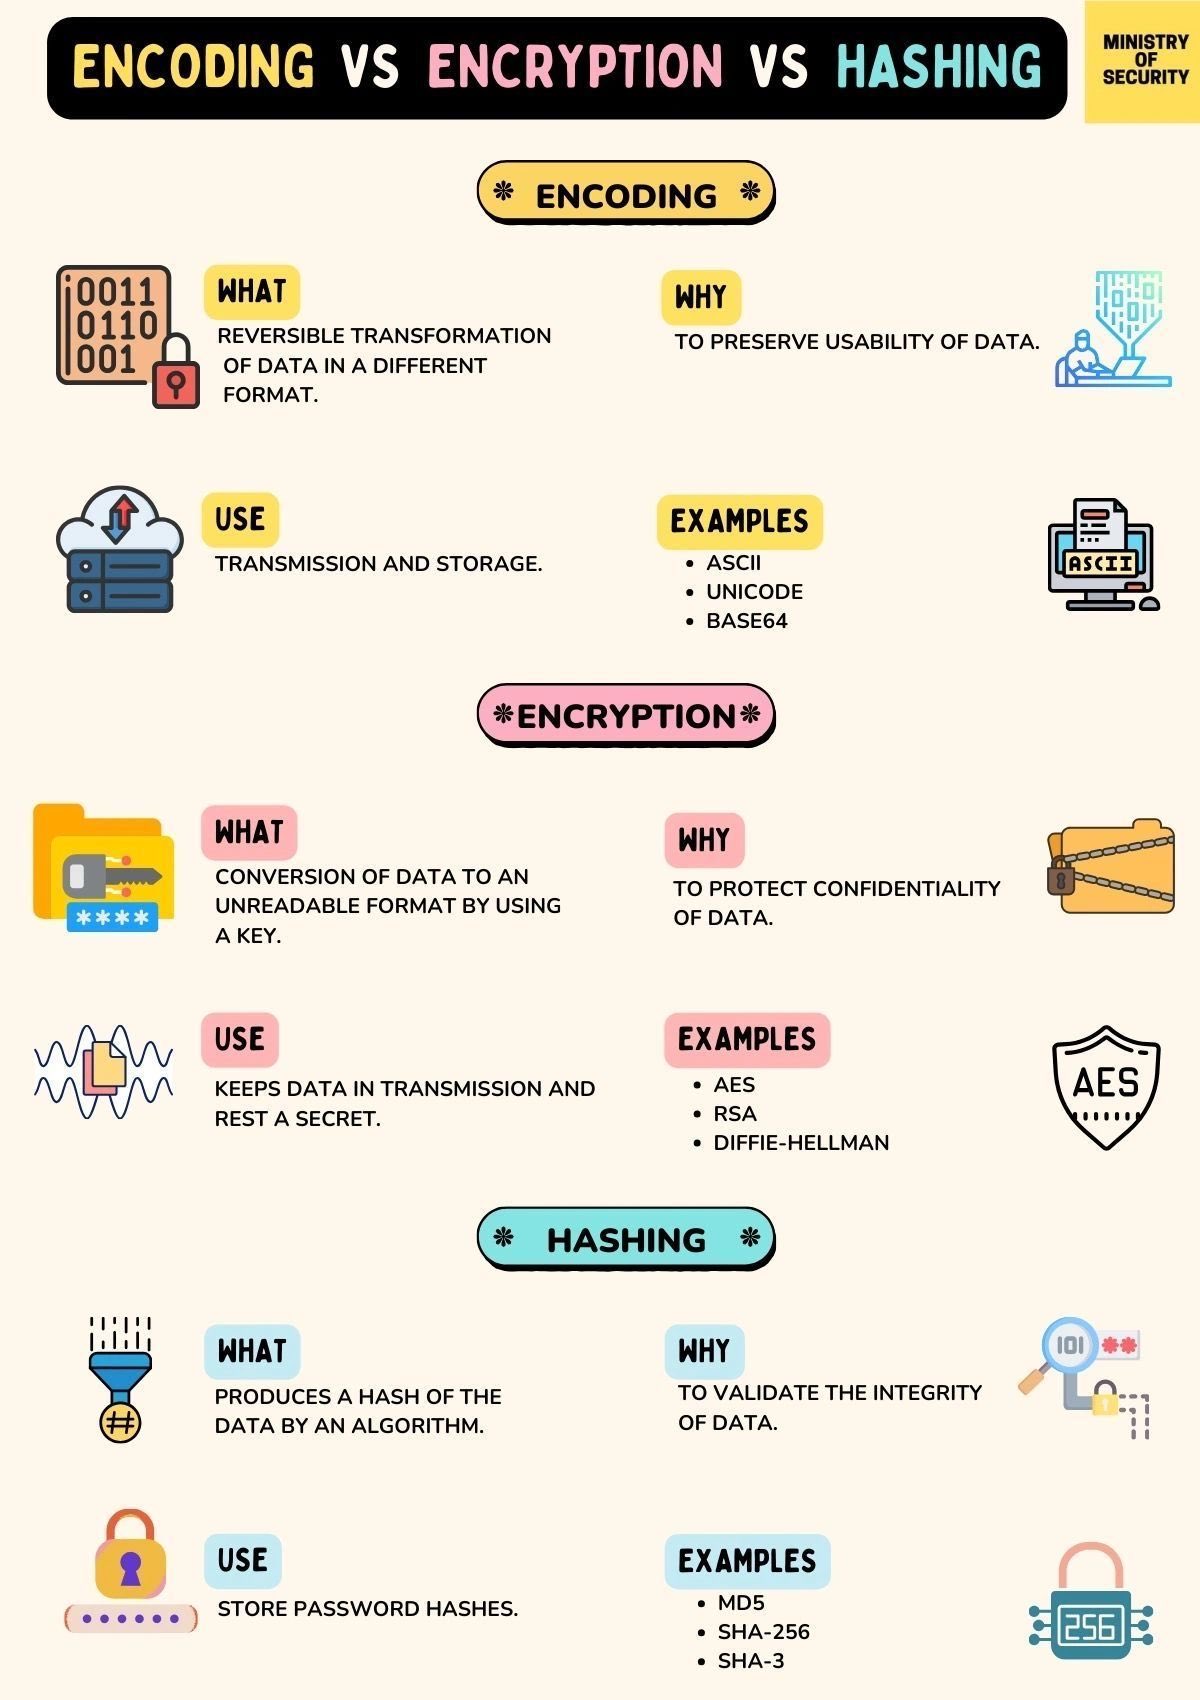 ENCODING VS ENCRYPTION VS HASHING
MINISTRY
OF
SECURITY
ENCODING
0011
0110
001
WHAT
REVERSIBLE TRANSFORMATION
OF DATA IN A DIFFERENT
FORMAT.
WHY
TO PRESERVE USABILITY OF DATA.
USE
TRANSMISSION AND STORAGE.
EXAMPLES
• ASCII
• UNICODE
• BASE64
ASCII
ENCRYPTION
****
WHAT
CONVERSION OF DATA TO AN
UNREADABLE FORMAT BY USING
A KEY.
WHY
TO PROTECT CONFIDENTIALITY
OF DATA.
USE
KEEPS DATA IN TRANSMISSION AND
REST A SECRET.
EXAMPLES
• AES
• RSA
• DIFFIE-HELLMAN
AES
HASHING
##
WHAT
PRODUCES A HASH OF THE
DATA BY AN ALGORITHM.
WHY
TO VALIDATE THE INTEGRITY
OF DATA.
101 **
USE
STORE PASSWORD HASHES.
EXAMPLES
• MD5
• SHA-256
• SHA-3
256